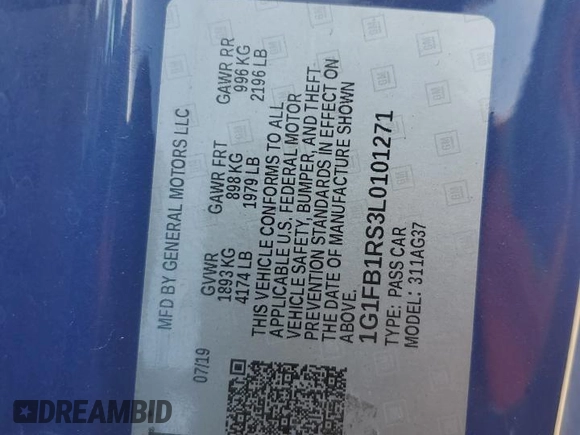 MFD BY GENERAL MOTORS LLC
07/19
GVWR
1893 KG
4174 LB
GAWR FRT
898 KG
1979 LB
GAWR RR
996 KG
2196 LB
THIS VEHICLE CONFORMS TO ALL
APPLICABLE U.S. FEDERAL MOTOR
VEHICLE SAFETY, BUMPER, AND THEFT
PREVENTION STANDARDS IN EFFECT ON
THE DATE OF MANUFACTURE SHOWN
ABOVE.
1G1FB1RS3L0101271
TYPE: PASS CAR
MODEL: 311AG37
GM
DREAMBID